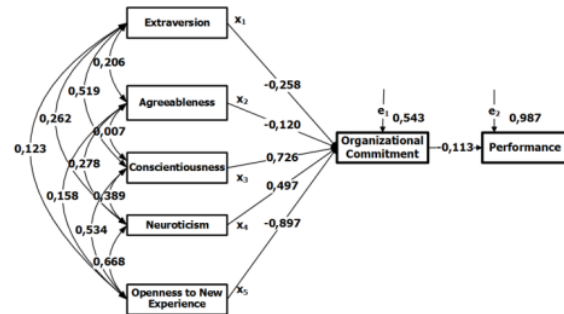 Extraversion
x1
0,206
-0,258
0,519
Agreeableness
x2
0,262
-0,120
e1
0,543
e2
0,987
0,007
0,123
Organizational
Commitment
-0,113
Performance
0,278
Conscientiousness
0,726
x3
0,158
0,389
0,497
0,534
Neuroticism
x4
-0,897
0,668
Openness to New
Experience
x5